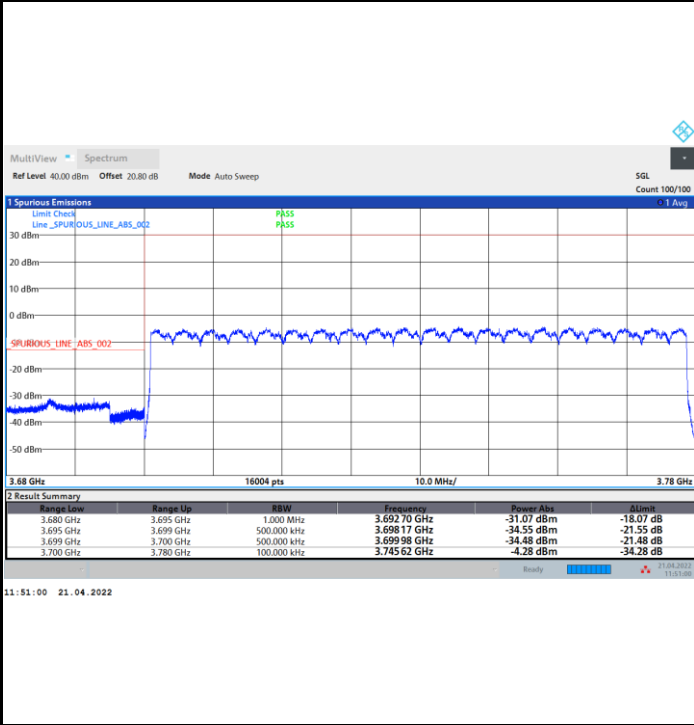 MultiView Spectrum
Ref Level 40.00 dBm Offset 20.80 dB Mode Auto Sweep SGL
Count 100/100
1 Spurious Emissions 1 Avg
Limit Check PASS
Line _SPURIOUS_LINE_ABS_002 PASS
30 dBm
20 dBm
10 dBm
0 dBm
_SPURIOUS_LINE_ABS_002
-20 dBm
-30 dBm
-40 dBm
-50 dBm
3.68 GHz 16004 pts 10.0 MHz/ 3.78 GHz
2 Result Summary
Range Low Range Up RBW Frequency Power Abs ΔLimit
3.680 GHz 3.695 GHz 1.000 MHz 3.692 70 GHz -31.07 dBm -18.07 dB
3.695 GHz 3.699 GHz 500.000 kHz 3.698 17 GHz -34.55 dBm -21.55 dB
3.699 GHz 3.700 GHz 500.000 kHz 3.699 98 GHz -34.48 dBm -21.48 dB
3.700 GHz 3.780 GHz 100.000 kHz 3.745 62 GHz -4.28 dBm -34.28 dB
Ready 21.04.2022
11:51:00
11:51:00 21.04.2022